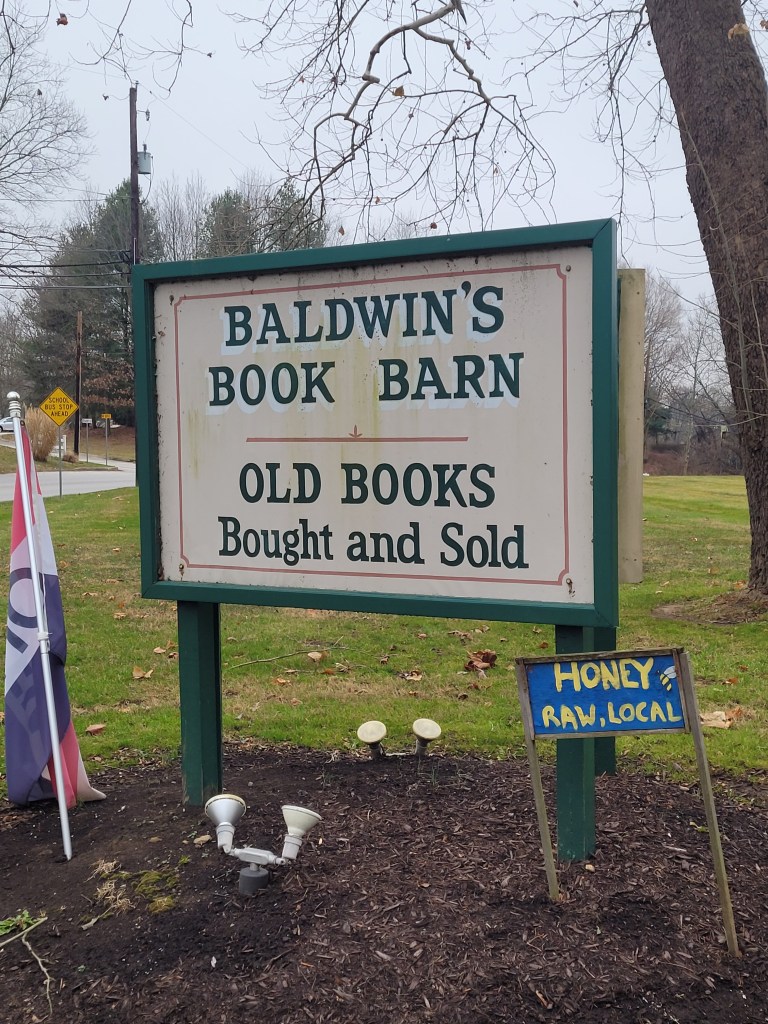 BALDWIN'S
BOOK BARN
OLD BOOKS
Bought and Sold
HONEY
RAW, LOCAL
SCHOOL
BUS STOP
AHEAD